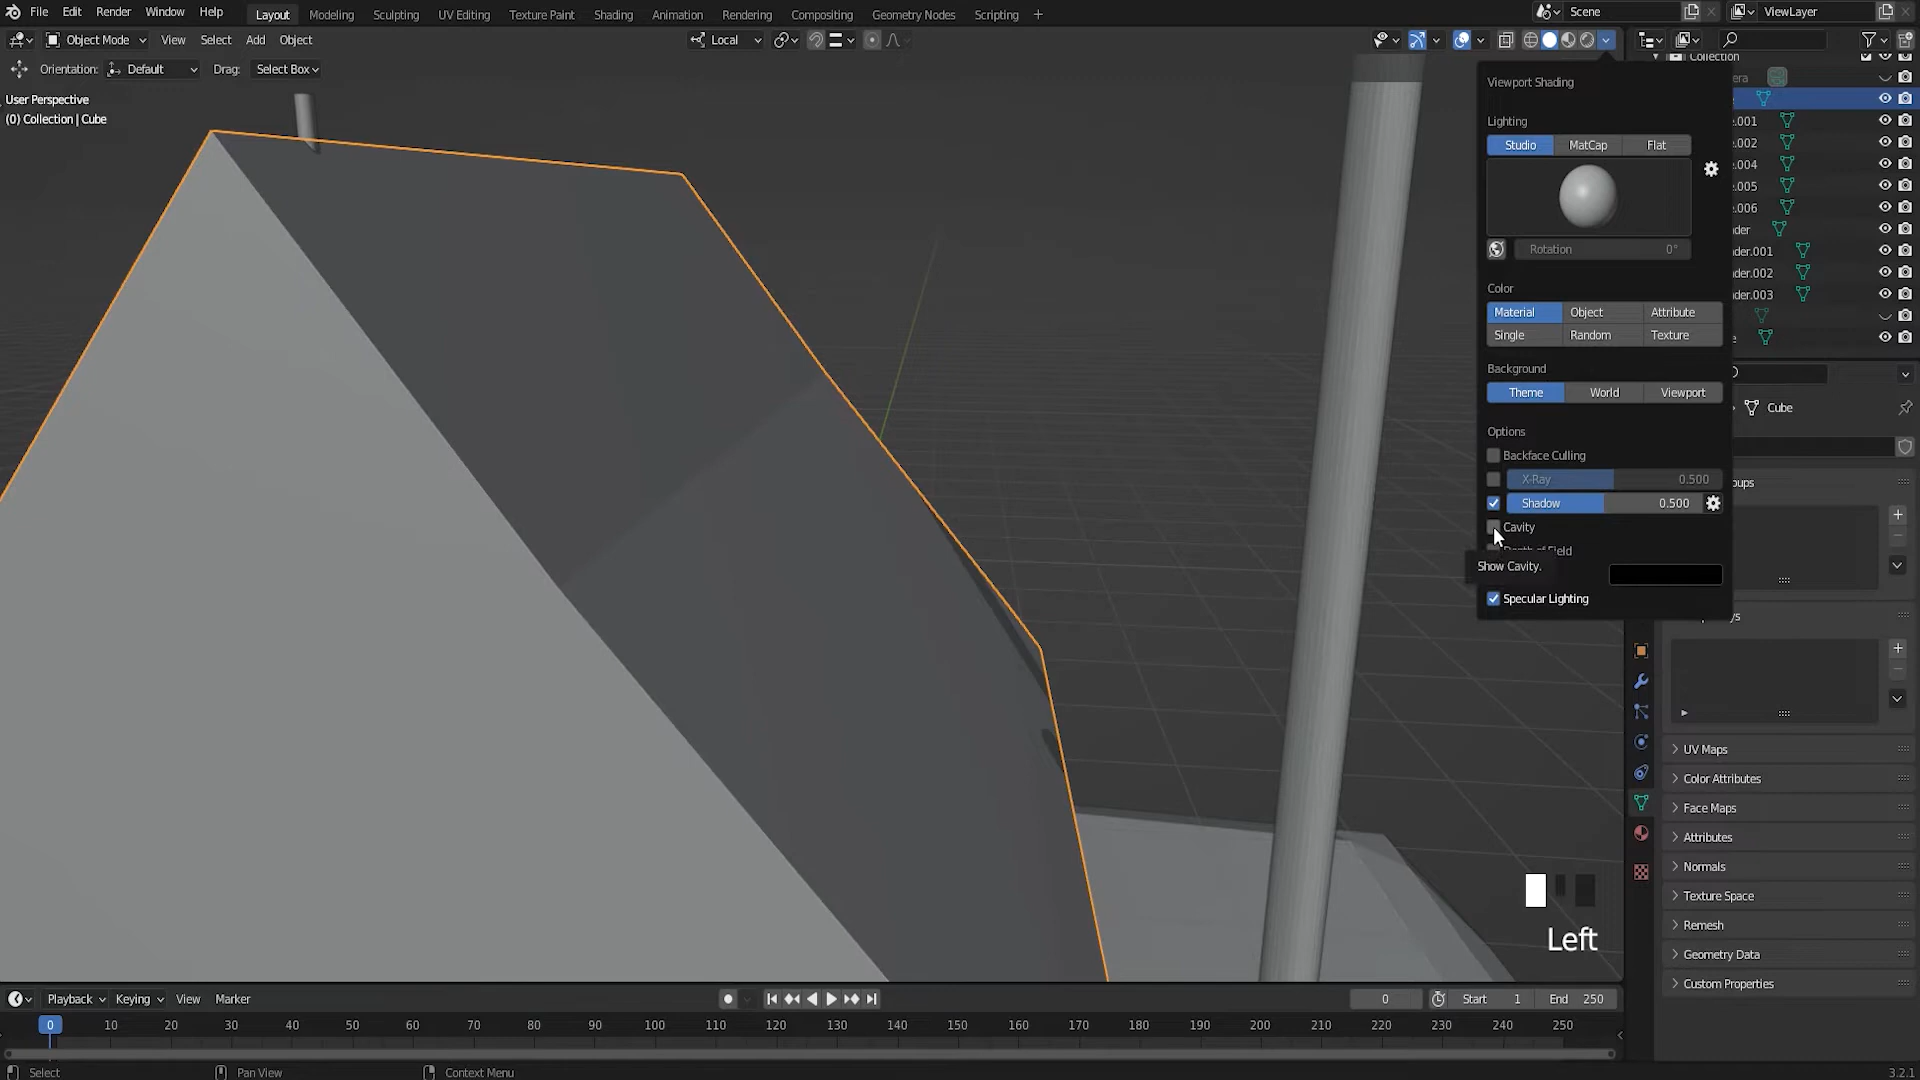 File Edit Render Window Help Layout Modeling Sculpting UV Editing Texture Paint Shading Animation Rendering Compositing Geometry Nodes Scripting + Scene ViewLayer
Object Mode View Select Add Object Local
Orientation: Default Drag: Select Box
User Perspective
(0) Collection | Cube
Collection
era
.001
.002
.004
.005
.006
der
der.001
der.002
der.003
e
Cube
Viewport Shading
Lighting
Studio MatCap Flat
Rotation 0°
Color
Material Object Attribute
Single Random Texture
Background
Theme World Viewport
Options
Backface Culling
X-Ray 0.500
Shadow 0.500
Cavity
Depth of Field
Show Cavity.
Specular Lighting
UV Maps
Color Attributes
Face Maps
Attributes
Normals
Texture Space
Remesh
Geometry Data
Custom Properties
Left
Playback Keying View Marker 0 Start 1 End 250
0 10 20 30 40 50 60 70 80 90 100 110 120 130 140 150 160 170 180 190 200 210 220 230 240 250
Select Pan View Context Menu 3.2.1